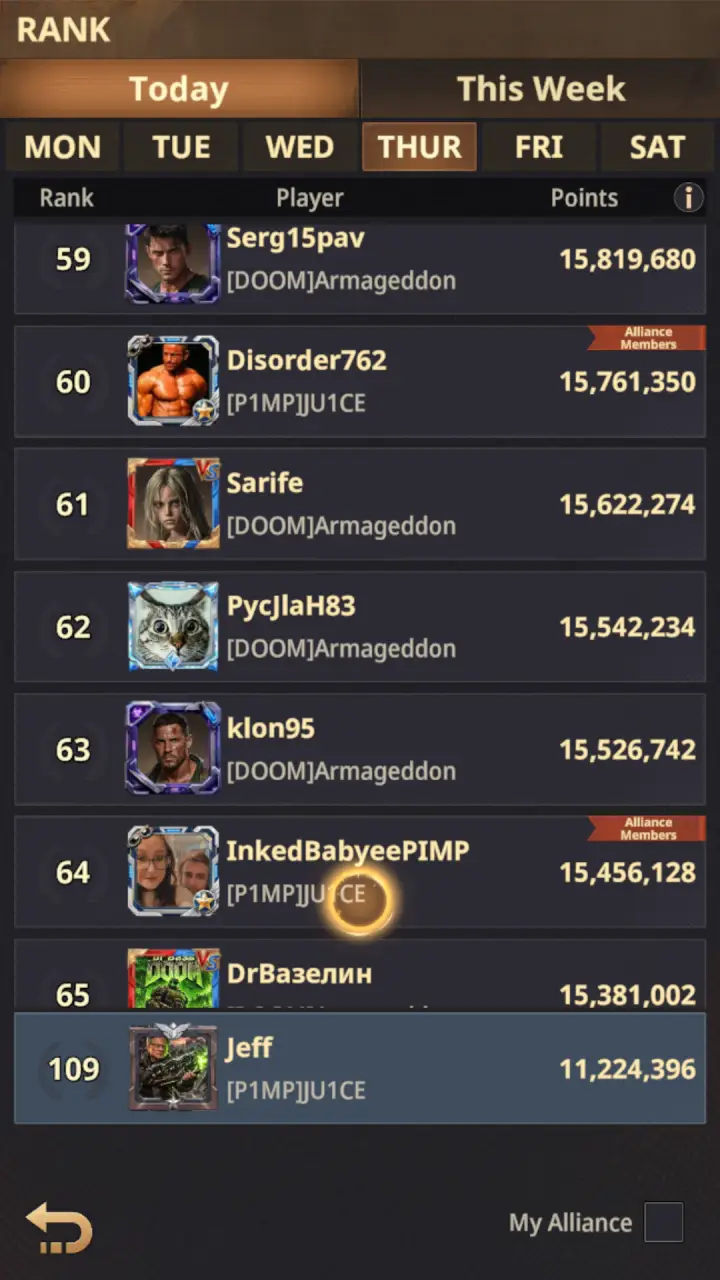 RANK
Today
This Week
MON
TUE
WED
THUR
FRI
SAT
Rank
Player
Points
59
Serg15pav
[DOOM]Armageddon
15,819,680
60
Disorder762
[P1MP]JU1CE
Alliance
Members
15,761,350
61
Sarife
[DOOM]Armageddon
15,622,274
62
PycJlaH83
[DOOM]Armageddon
15,542,234
63
klon95
[DOOM]Armageddon
15,526,742
64
InkedBabyeePIMP
[P1MP]JU1CE
Alliance
Members
15,456,128
65
DrВазелин
15,381,002
109
Jeff
[P1MP]JU1CE
11,224,396
My Alliance